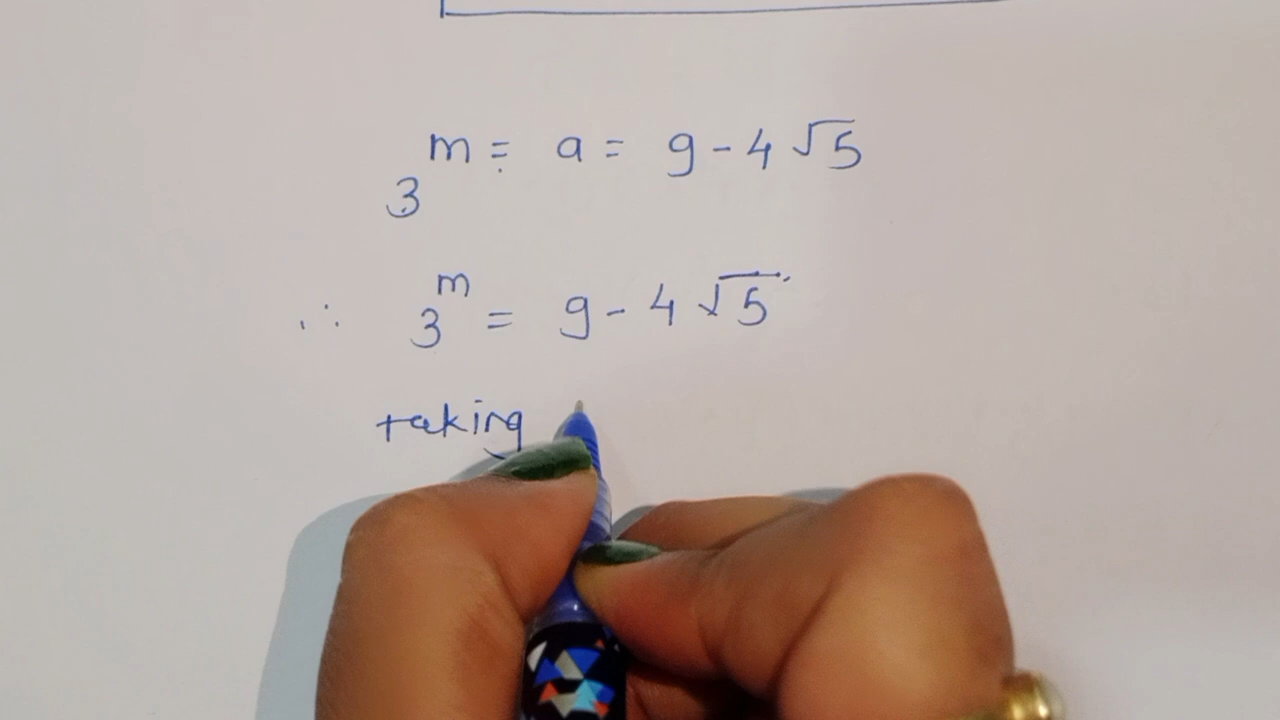 3^m = a = 9 - 4√5
∴ 3^m = 9 - 4√5
taking